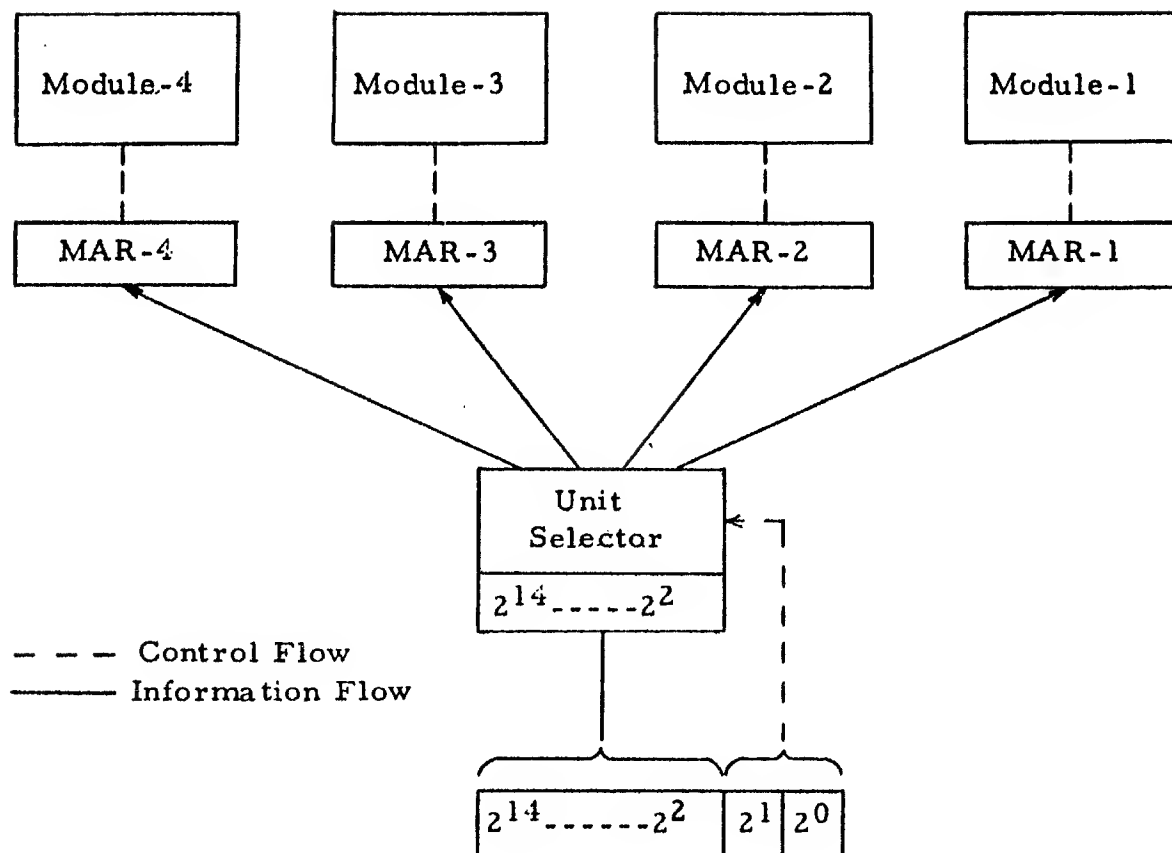 Module-4 Module-3 Module-2 Module-1
MAR-4 MAR-3 MAR-2 MAR-1
Unit
Selector
2^14-----2^2
--- Control Flow
Information Flow
2^14------2^2 2^1 2^0